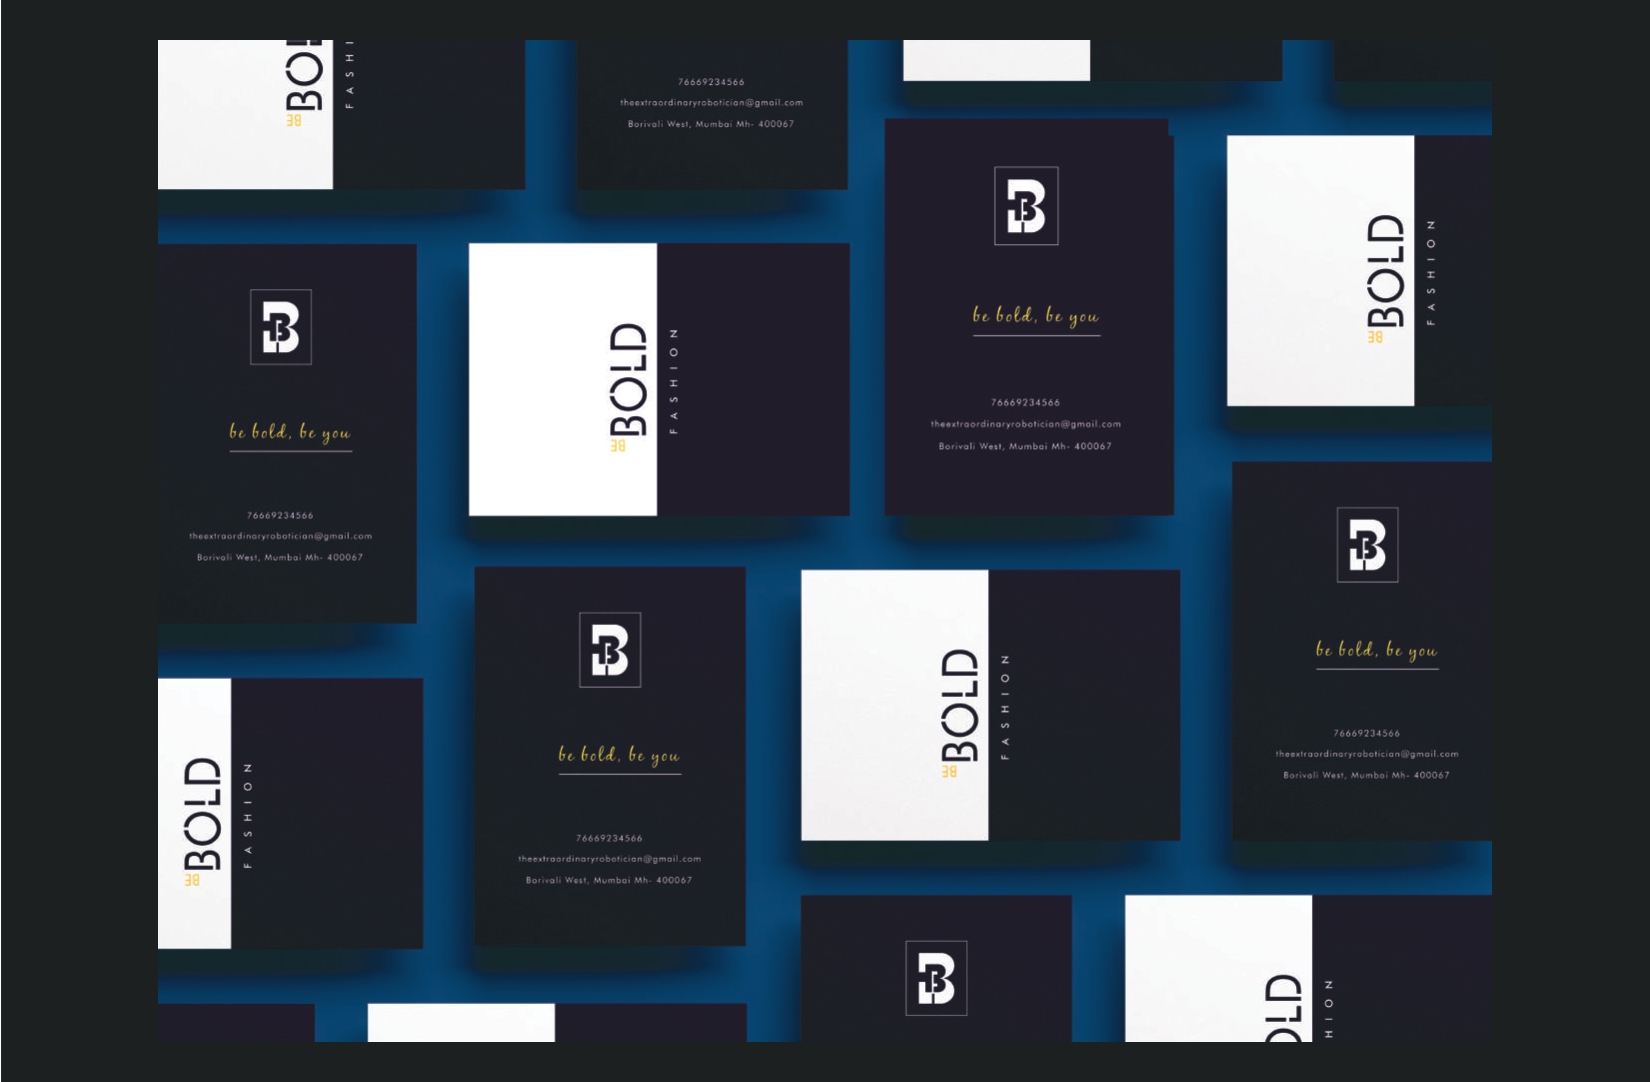 BE BOL
FASHI
76669234566
theextraordinaryrobotician@gmail.com
Borivali West, Mumbai Mh- 400067
B
be bold, be you
76669234566
theextraordinaryrobotician@gmail.com
Borivali West, Mumbai Mh- 400067
BE BOLD
FASHION
B
be bold, be you
76669234566
theextraordinaryrobotician@gmail.com
Borivali West, Mumbai Mh- 400067
BE BOLD
FASHION
B
be bold, be you
76669234566
theextraordinaryrobotician@gmail.com
Borivali West, Mumbai Mh- 400067
BE BOLD
FASHION
B
be bold, be you
76669234566
theextraordinaryrobotician@gmail.com
Borivali West, Mumbai Mh- 400067
BE BOLD
FASHION
B
OLD
HION